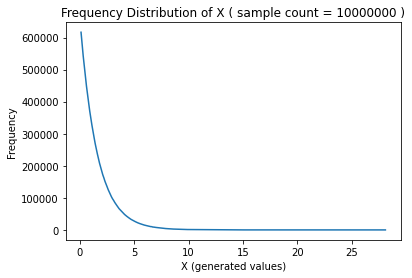 Frequency Distribution of X ( sample count = 10000000 )
600000
500000
400000
300000
200000
100000
0
Frequency
0 5 10 15 20 25
X (generated values)